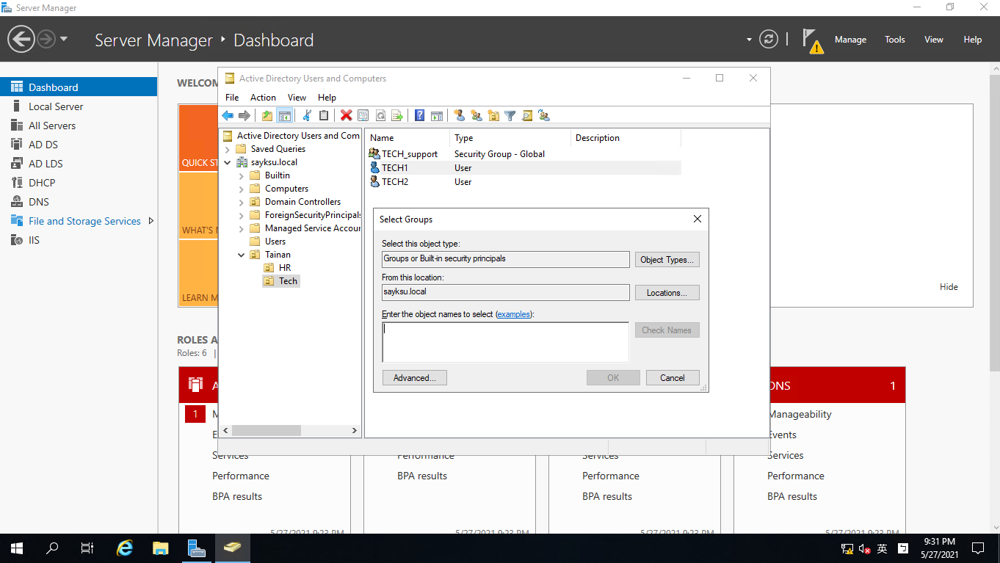 Server Manager
Server Manager ‣ Dashboard
Manage Tools View Help
Dashboard
Local Server
All Servers
AD DS
AD LDS
DHCP
DNS
File and Storage Services
IIS
QUICK
WHAT'S
LEARN
Hide
ROLES
Roles: 6 |
1
DNS 1
Manageability
Events
Services
Performance
BPA results
Performance
BPA results
Services
Performance
BPA results
Services
Performance
BPA results
5/27/2021 9:23 PM
5/27/2021 9:23 PM
5/27/2021 9:23 PM
5/27/2021 9:23 PM
Active Directory Users and Computers
File Action View Help
Active Directory Users and Com
Saved Queries
sayksu.local
Builtin
Computers
Domain Controllers
ForeignSecurityPrincipals
Managed Service Accour
Users
Tainan
HR
Tech
Name Type Description
TECH_support Security Group - Global
TECH1 User
TECH2 User
Select Groups
Select this object type:
Groups or Built-in security principals Object Types...
From this location:
sayksu.local Locations...
Enter the object names to select (examples):
Check Names
Advanced... OK Cancel
英
9:31 PM
5/27/2021